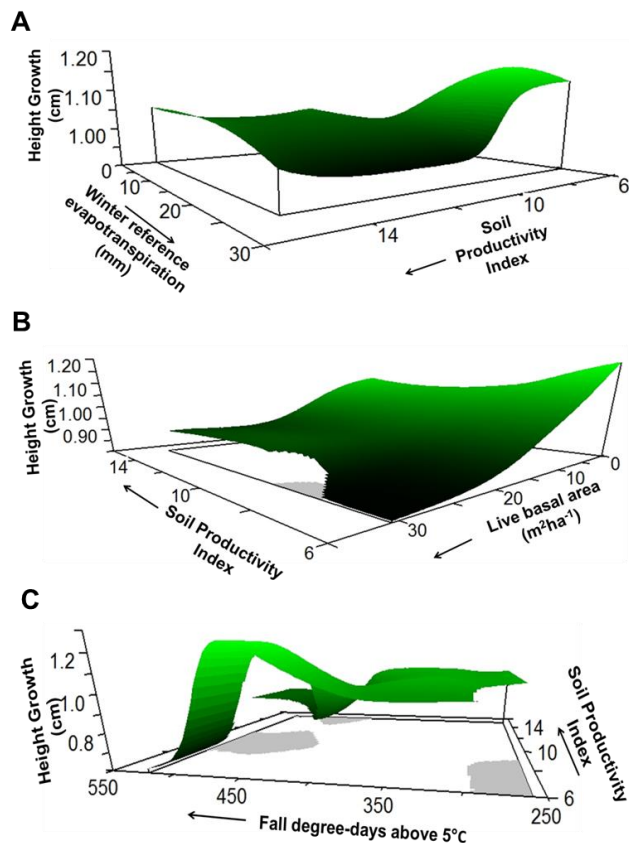 A
Height Growth
(cm)
1.20
1.10
1.00
0
10
20
30
Winter reference
evapotranspiration
(mm)
14
10
6
Soil
Productivity
Index
B
Height Growth
(cm)
1.20
1.10
1.00
0.90
14
10
6
Soil Productivity
Index
30
20
10
0
Live basal area
(m²ha⁻¹)
C
Height Growth
(cm)
1.2
1.0
0.8
550
450
350
250
Fall degree-days above 5°C
14
10
6
Soil Productivity
Index